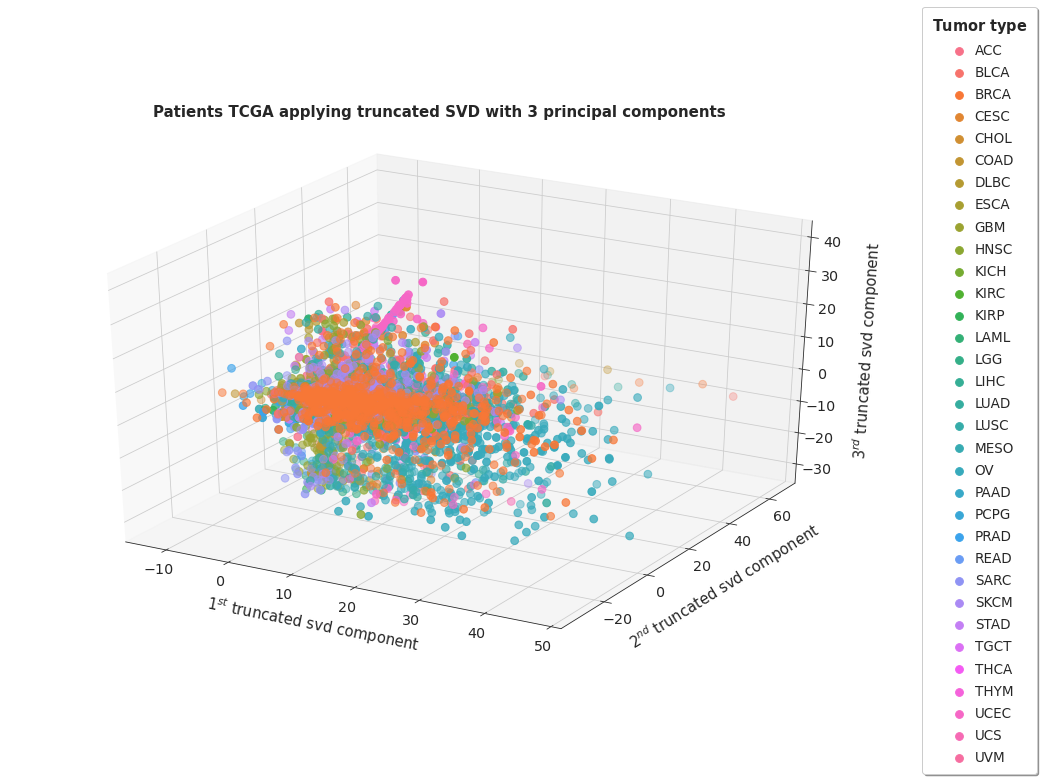 Patients TCGA applying truncated SVD with 3 principal components
Tumor type
ACC
BLCA
BRCA
CESC
CHOL
COAD
DLBC
ESCA
GBM
HNSC
KICH
KIRC
KIRP
LAML
LGG
LIHC
LUAD
LUSC
MESO
OV
PAAD
PCPG
PRAD
READ
SARC
SKCM
STAD
TGCT
THCA
THYM
UCEC
UCS
UVM
40
30
20
10
0
−10
−20
−30
3rd truncated svd component
60
40
20
0
−20
2nd truncated svd component
−10
0
10
20
30
40
50
1st truncated svd component